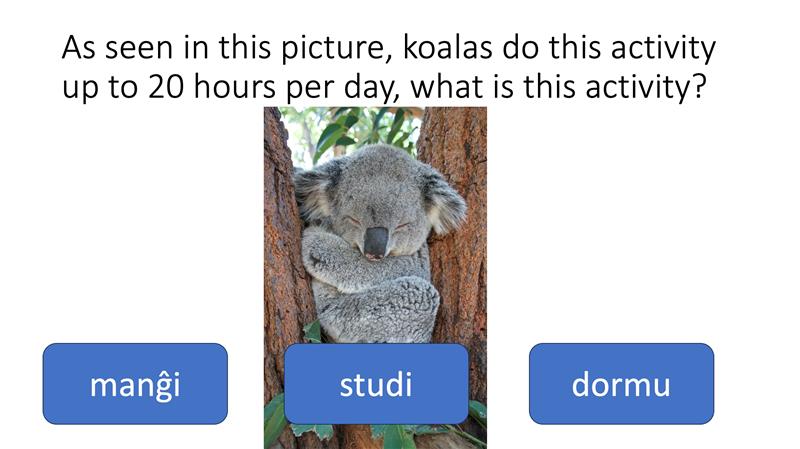 As seen in this picture, koalas do this activity
up to 20 hours per day, what is this activity?
manĝi
studi
dormu